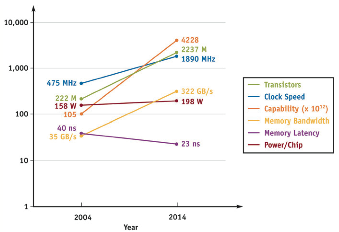 10,000
1,000
100
10
1
475 MHz
222 M
158 W
105
40 ns
35 GB/s
4228
2237 M
1890 MHz
322 GB/s
198 W
23 ns
2004
2014
Year
Transistors
Clock Speed
Capability (x 10¹²)
Memory Bandwidth
Memory Latency
Power/Chip